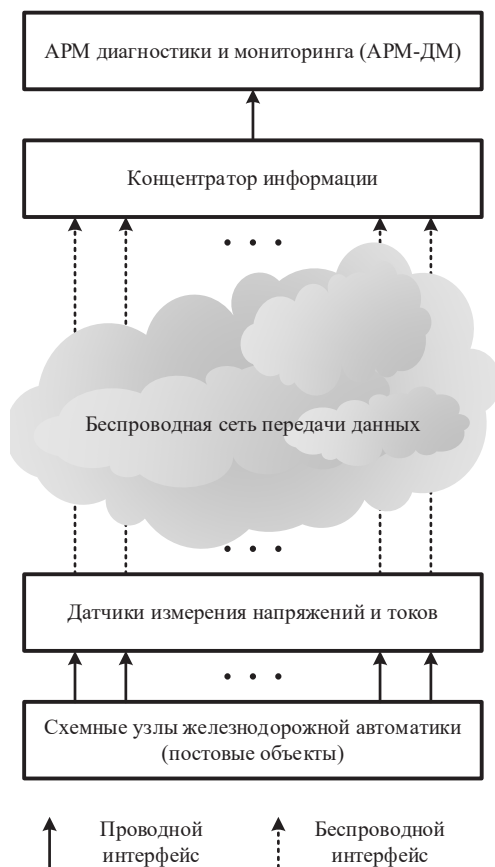 АРМ диагностики и мониторинга (АРМ-ДМ)
Концентратор информации
• • •
Беспроводная сеть передачи данных
• • •
Датчики измерения напряжений и токов
• • •
Схемные узлы железнодорожной автоматики
(постовые объекты)
Проводной
интерфейс
Беспроводной
интерфейс